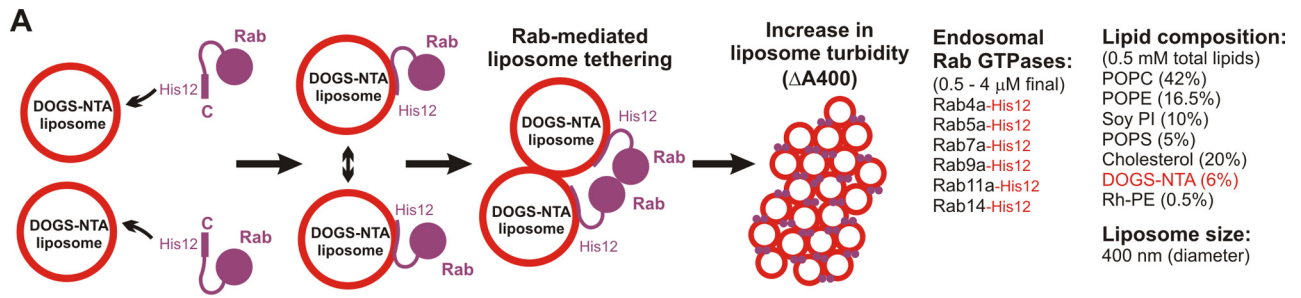 A
DOGS-NTA
liposome
His12
C
Rab
DOGS-NTA
liposome
His12
C
Rab
DOGS-NTA
liposome
Rab
His12
DOGS-NTA
liposome
His12
Rab
Rab-mediated
liposome tethering
DOGS-NTA
liposome
His12
Rab
DOGS-NTA
liposome
Rab
His12
Increase in
liposome turbidity
(ΔA400)
Endosomal
Rab GTPases:
(0.5 - 4 μM final)
Rab4a-His12
Rab5a-His12
Rab7a-His12
Rab9a-His12
Rab11a-His12
Rab14-His12
Lipid composition:
(0.5 mM total lipids)
POPC (42%)
POPE (16.5%)
Soy PI (10%)
POPS (5%)
Cholesterol (20%)
DOGS-NTA (6%)
Rh-PE (0.5%)
Liposome size:
400 nm (diameter)